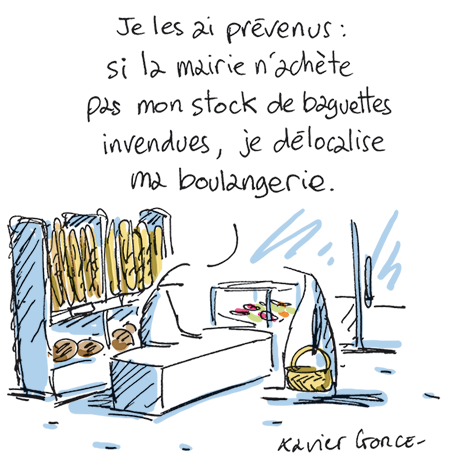 Je les ai prévenus :
si la mairie n'achète
pas mon stock de baguettes
invendues, je délocalise
ma boulangerie.
Xavier GORCE-